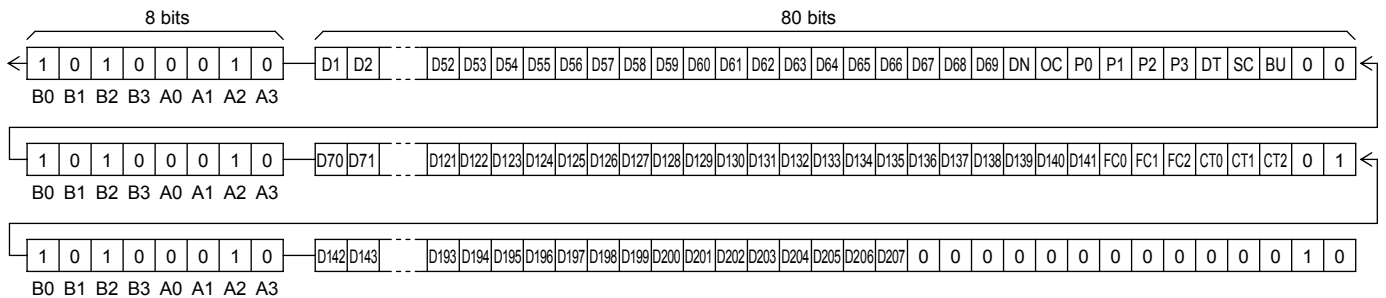 8 bits 80 bits
1 0 1 0 0 0 1 0 D1 D2 D52 D53 D54 D55 D56 D57 D58 D59 D60 D61 D62 D63 D64 D65 D66 D67 D68 D69 DN OC P0 P1 P2 P3 DT SC BU 0 0
B0 B1 B2 B3 A0 A1 A2 A3
1 0 1 0 0 0 1 0 D70 D71 D121 D122 D123 D124 D125 D126 D127 D128 D129 D130 D131 D132 D133 D134 D135 D136 D137 D138 D139 D140 D141 FC0 FC1 FC2 CT0 CT1 CT2 0 1
B0 B1 B2 B3 A0 A1 A2 A3
1 0 1 0 0 0 1 0 D142 D143 D193 D194 D195 D196 D197 D198 D199 D200 D201 D202 D203 D204 D205 D206 D207 0 0 0 0 0 0 0 0 0 0 0 0 1 0
B0 B1 B2 B3 A0 A1 A2 A3